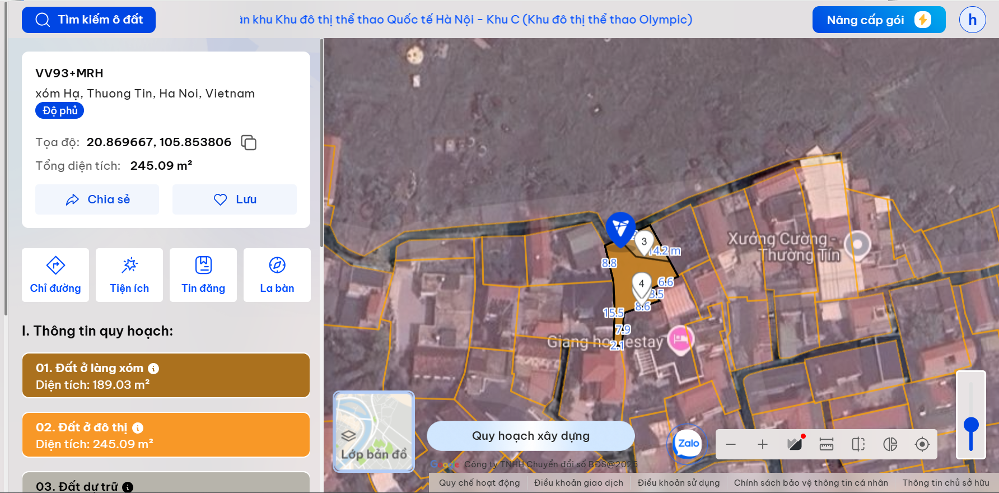 Tìm kiếm ô đất
khu Khu đô thị thể thao Quốc tế Hà Nội - Khu C (Khu đô thị thể thao Olympic)
Nâng cấp gói
h
VV93+MRH
xóm Hạ, Thuong Tin, Ha Noi, Vietnam
Độ phủ
Tọa độ: 20.869667, 105.853806
Tổng diện tích: 245.09 m²
Chia sẻ
Lưu
Chỉ đường
Tiện ích
Tin đăng
La bàn
I. Thông tin quy hoạch:
01. Đất ở làng xóm
Diện tích: 189.03 m²
02. Đất ở đô thị
Diện tích: 245.09 m²
03. Đất dự trữ
3
14.2 m
8.8
4
6.6
3.5
8.6
15.5
7.9
2.1
Xưởng Cường -
Thường Tín
Giang homestay
Lớp bản đồ
Quy hoạch xây dựng
Zalo
Google
Công ty TNHH Chuyển đổi số BĐS@2025
Quy chế hoạt động
Điều khoản giao dịch
Điều khoản sử dụng
Chính sách bảo vệ thông tin cá nhân
Thông tin chủ sở hữu